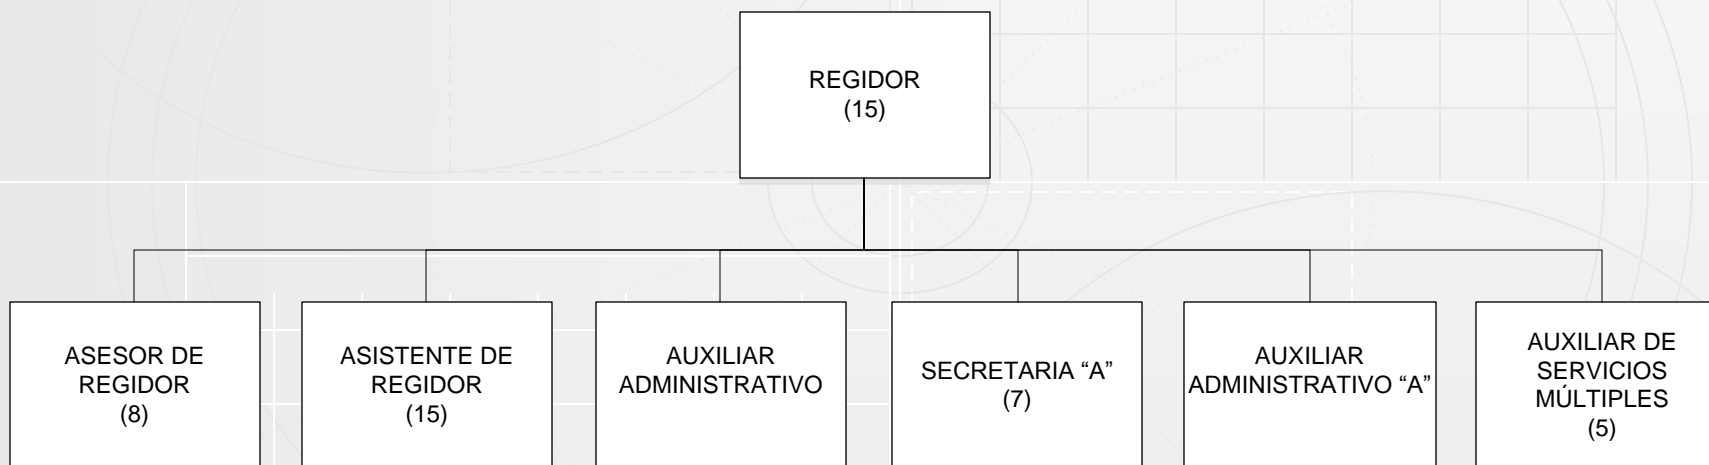 REGIDOR
(15)
ASESOR DE
REGIDOR
(8)
ASISTENTE DE
REGIDOR
(15)
AUXILIAR
ADMINISTRATIVO
SECRETARIA “A”
(7)
AUXILIAR
ADMINISTRATIVO “A”
AUXILIAR DE
SERVICIOS
MÚLTIPLES
(5)